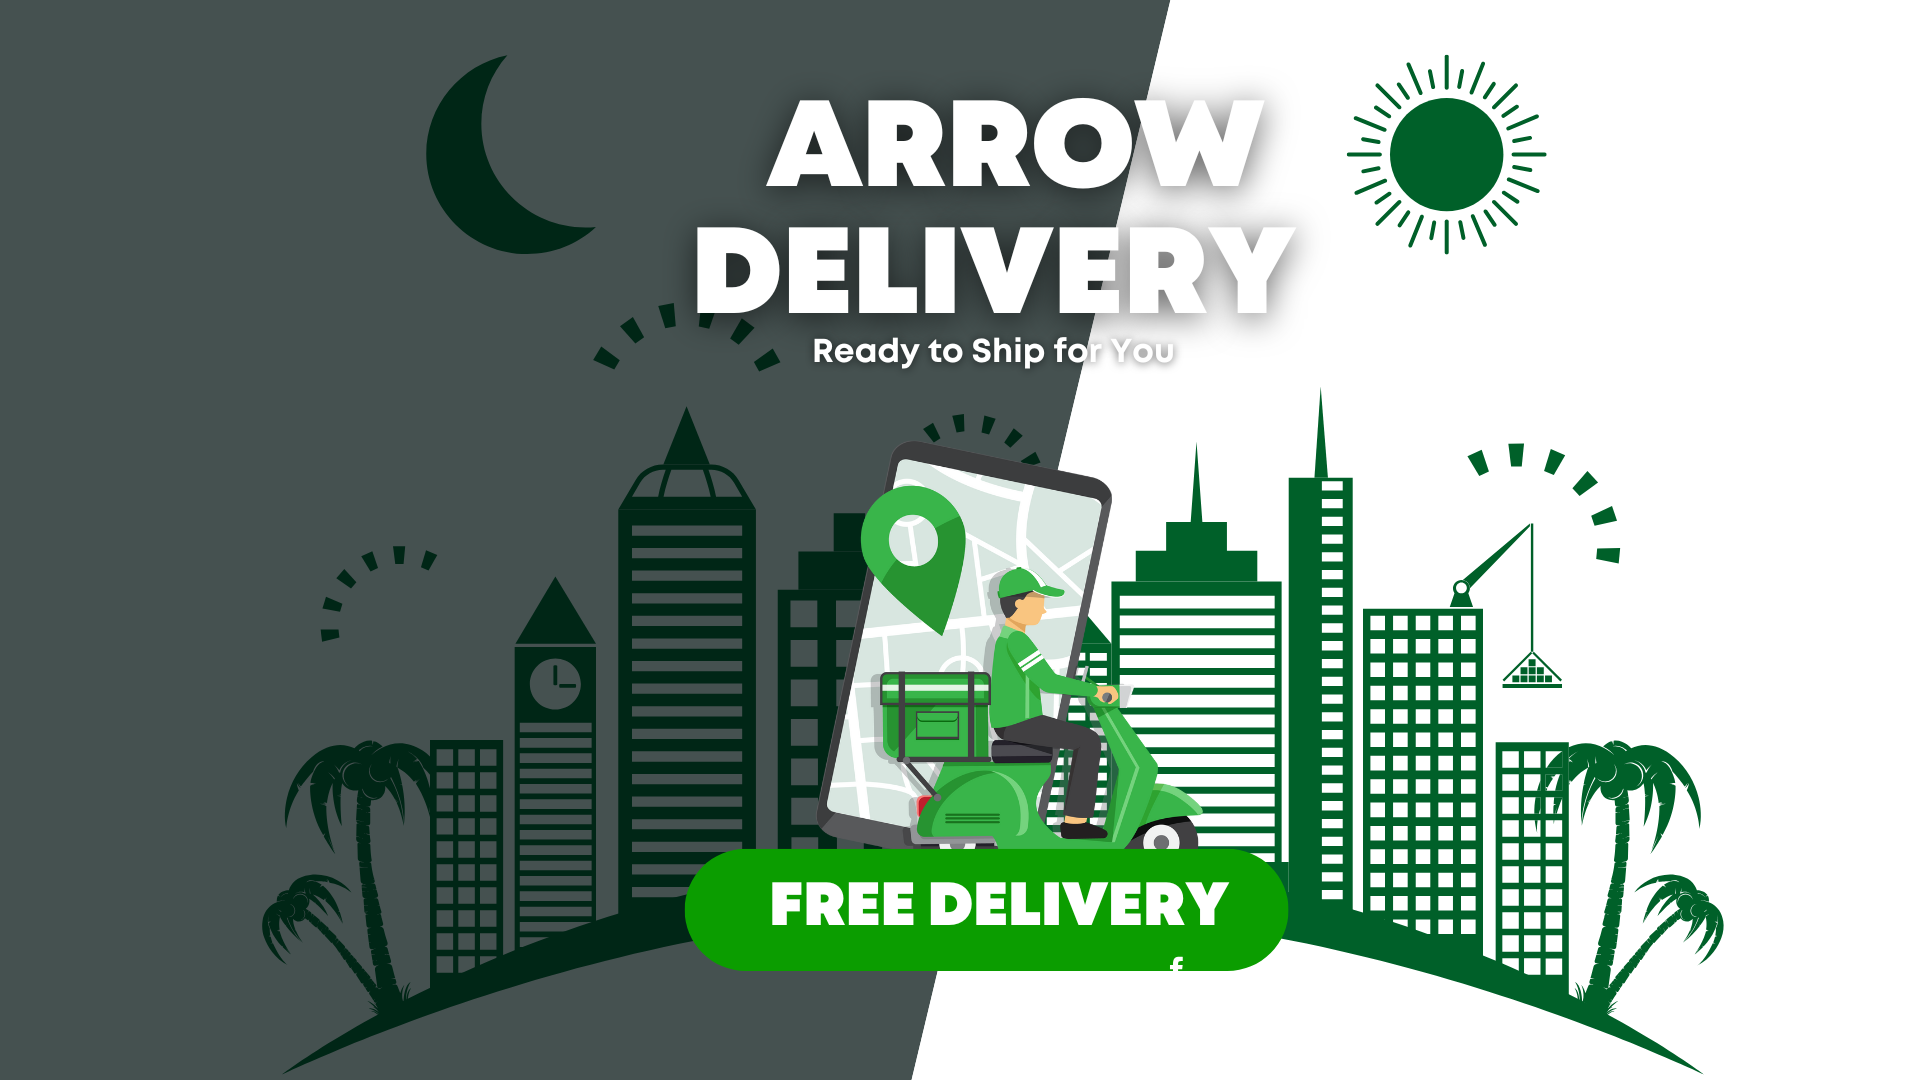 ARROW
DELIVERY
Ready to Ship for You
FREE DELIVERY
f